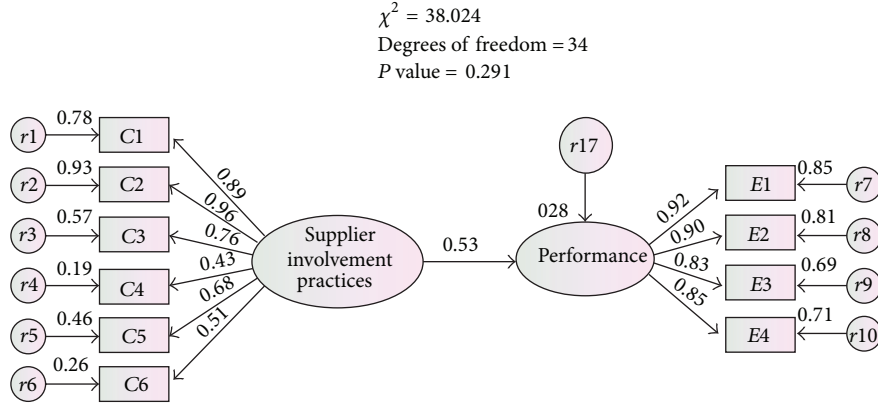 χ² = 38.024
Degrees of freedom = 34
P value = 0.291
r1 0.78 C1
r2 0.93 C2
r3 0.57 C3
r4 0.19 C4
r5 0.46 C5
r6 0.26 C6
0.89
0.96
0.76
0.43
0.68
0.51
Supplier
involvement
practices
0.53
r17
028
Performance
0.92
0.90
0.83
0.85
E1 0.85 r7
E2 0.81 r8
E3 0.69 r9
E4 0.71 r10